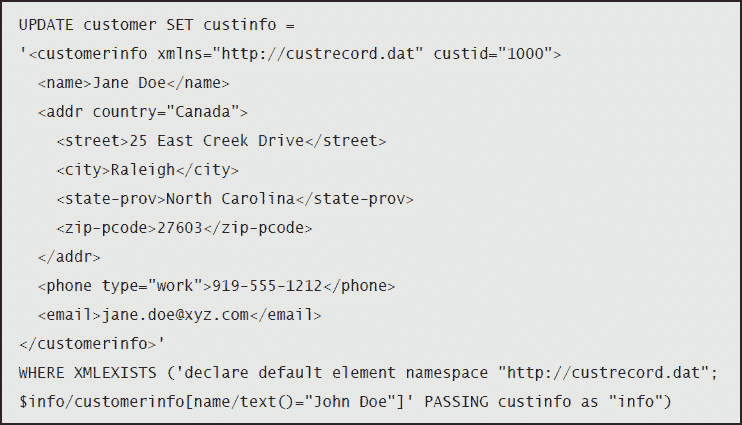 UPDATE customer SET custinfo =
'<customerinfo xmlns="http://custrecord.dat" custid="1000">
<name>Jane Doe</name>
<addr country="Canada">
<street>25 East Creek Drive</street>
<city>Raleigh</city>
<state-prov>North Carolina</state-prov>
<zip-pcode>27603</zip-pcode>
</addr>
<phone type="work">919-555-1212</phone>
<email>jane.doe@xyz.com</email>
</customerinfo>'
WHERE XMLEXISTS ('declare default element namespace "http://custrecord.dat";
$info/customerinfo[name/text()="John Doe"]' PASSING custinfo as "info")